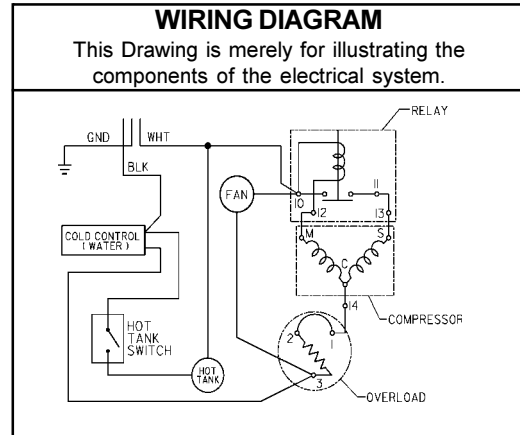 WIRING DIAGRAM
This Drawing is merely for illustrating the
components of the electrical system.
RELAY
GND
WHT
BLK
FAN
10
11
12
13
COLD CONTROL
(WATER)
M
S
C
14
COMPRESSOR
HOT
TANK
SWITCH
HOT
TANK
2
1
3
OVERLOAD